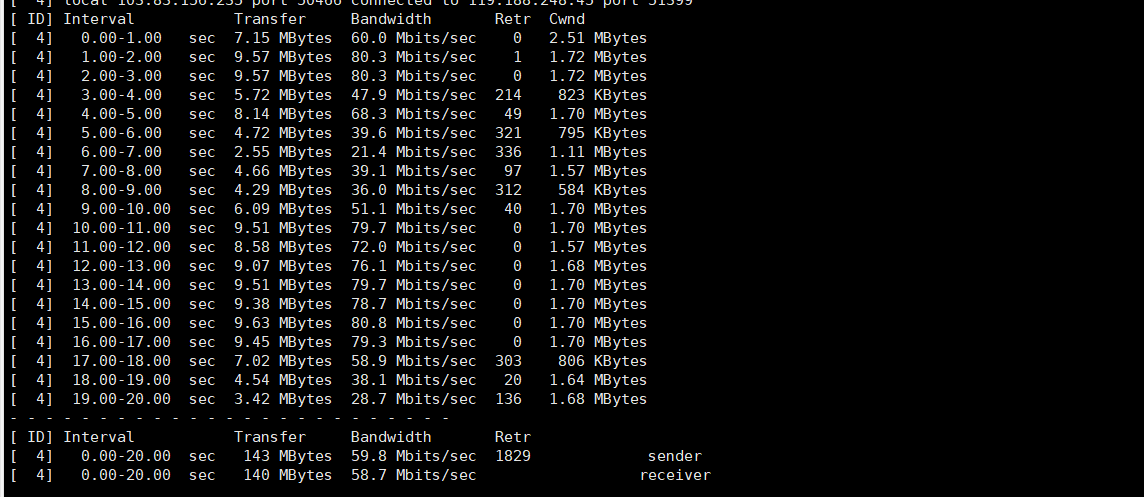 [ 4] local 103.83.156.235 port 50466 connected to 119.188.248.45 port 51399
[ ID] Interval Transfer Bandwidth Retr Cwnd
[ 4] 0.00-1.00 sec 7.15 MBytes 60.0 Mbits/sec 0 2.51 MBytes
[ 4] 1.00-2.00 sec 9.57 MBytes 80.3 Mbits/sec 1 1.72 MBytes
[ 4] 2.00-3.00 sec 9.57 MBytes 80.3 Mbits/sec 0 1.72 MBytes
[ 4] 3.00-4.00 sec 5.72 MBytes 47.9 Mbits/sec 214 823 KBytes
[ 4] 4.00-5.00 sec 8.14 MBytes 68.3 Mbits/sec 49 1.70 MBytes
[ 4] 5.00-6.00 sec 4.72 MBytes 39.6 Mbits/sec 321 795 KBytes
[ 4] 6.00-7.00 sec 2.55 MBytes 21.4 Mbits/sec 336 1.11 MBytes
[ 4] 7.00-8.00 sec 4.66 MBytes 39.1 Mbits/sec 97 1.57 MBytes
[ 4] 8.00-9.00 sec 4.29 MBytes 36.0 Mbits/sec 312 584 KBytes
[ 4] 9.00-10.00 sec 6.09 MBytes 51.1 Mbits/sec 40 1.70 MBytes
[ 4] 10.00-11.00 sec 9.51 MBytes 79.7 Mbits/sec 0 1.70 MBytes
[ 4] 11.00-12.00 sec 8.58 MBytes 72.0 Mbits/sec 0 1.57 MBytes
[ 4] 12.00-13.00 sec 9.07 MBytes 76.1 Mbits/sec 0 1.68 MBytes
[ 4] 13.00-14.00 sec 9.51 MBytes 79.7 Mbits/sec 0 1.70 MBytes
[ 4] 14.00-15.00 sec 9.38 MBytes 78.7 Mbits/sec 0 1.70 MBytes
[ 4] 15.00-16.00 sec 9.63 MBytes 80.8 Mbits/sec 0 1.70 MBytes
[ 4] 16.00-17.00 sec 9.45 MBytes 79.3 Mbits/sec 0 1.70 MBytes
[ 4] 17.00-18.00 sec 7.02 MBytes 58.9 Mbits/sec 303 806 KBytes
[ 4] 18.00-19.00 sec 4.54 MBytes 38.1 Mbits/sec 20 1.64 MBytes
[ 4] 19.00-20.00 sec 3.42 MBytes 28.7 Mbits/sec 136 1.68 MBytes
- - - - - - - - - - - - - - - - - - - - - - - - -
[ ID] Interval Transfer Bandwidth Retr
[ 4] 0.00-20.00 sec 143 MBytes 59.8 Mbits/sec 1829 sender
[ 4] 0.00-20.00 sec 140 MBytes 58.7 Mbits/sec receiver